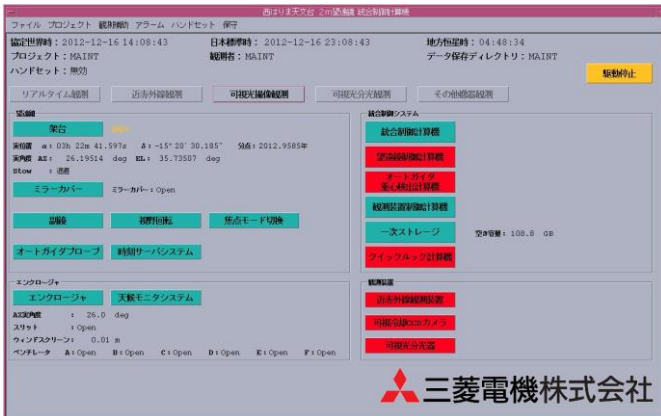 西はりま天文台 2m望遠鏡 統合制御計算機
ファイル プロジェクト 観測補助 アラーム ハンドセット 保守
協定世界時: 2012-12-16 14:08:43 日本標準時: 2012-12-16 23:08:43 地方恒星時: 04:48:34
プロジェクト: MAINT 観測者: MAINT データ保存ディレクトリ: MAINT
ハンドセット: 無効
駆動停止
リアルタイム観測 近赤外線観測 可視光撮像観測 可視光分光観測 その他機器観測
望遠鏡
架台
実位置 α: 03h 22m 41.597s δ: -15° 20' 30.185" 分点: 2012.9585年
実角度 AZ: 26.19514 deg EL: 35.73507 deg
Stow : 退避
ミラーカバー ミラーカバー: Open
副鏡 視野回転 焦点モード切換
オートガイダプローブ 時刻サーバシステム
エンクロージャ
エンクロージャ 天候モニタシステム
AZ実角度 : 26.0 deg
スリット : Open
ウィンドスクリーン: 0.01 m
ベンチレータ A: Open B: Open C: Open D: Open E: Open F: Open
統合制御システム
統合制御計算機
望遠鏡制御計算機
オートガイダ
重心検出計算機
観測装置制御計算機
一次ストレージ 空き容量: 108.8 GB
クイックルック計算機
観測装置
近赤外線観測装置
可視冷却CCDカメラ
可視光分光器
三菱電機株式会社